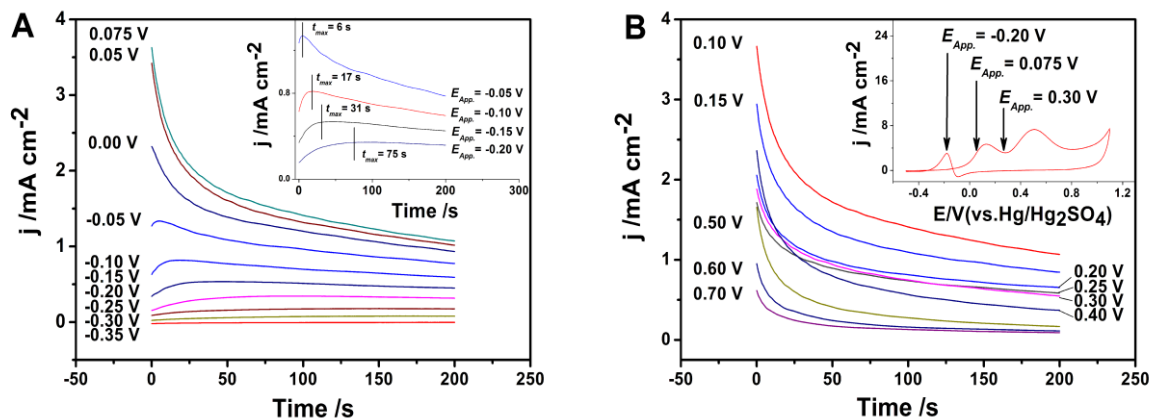 A
j /mA cm-2
4
3
2
1
0
-50
0
50
100
150
200
250
Time /s
0.075 V
0.05 V
0.00 V
-0.05 V
-0.10 V
-0.15 V
-0.20 V
-0.25 V
-0.30 V
-0.35 V
j /mA cm-2
0.8
0.0
0
100
200
300
Time /s
tmax= 6 s
tmax= 17 s
tmax= 31 s
tmax= 75 s
EApp.= -0.05 V
EApp.= -0.10 V
EApp.= -0.15 V
EApp.= -0.20 V
B
j /mA cm-2
4
3
2
1
0
-50
0
50
100
150
200
250
Time /s
0.10 V
0.15 V
0.50 V
0.60 V
0.70 V
0.20 V
0.25 V
0.30 V
0.40 V
j /mA cm-2
24
16
8
0
-0.4
0.0
0.4
0.8
1.2
E/V(vs.Hg/Hg2SO4)
EApp.= -0.20 V
EApp.= 0.075 V
EApp.= 0.30 V